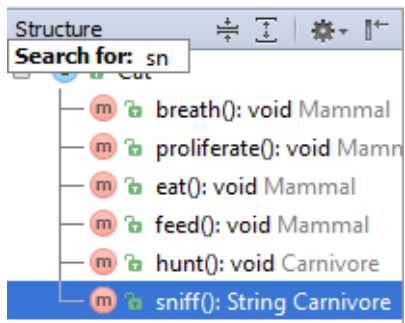 Structure
Search for: sn
Cat
m breath(): void Mammal
m proliferate(): void Mamn
m eat(): void Mammal
m feed(): void Mammal
m hunt(): void Carnivore
m sniff(): String Carnivore